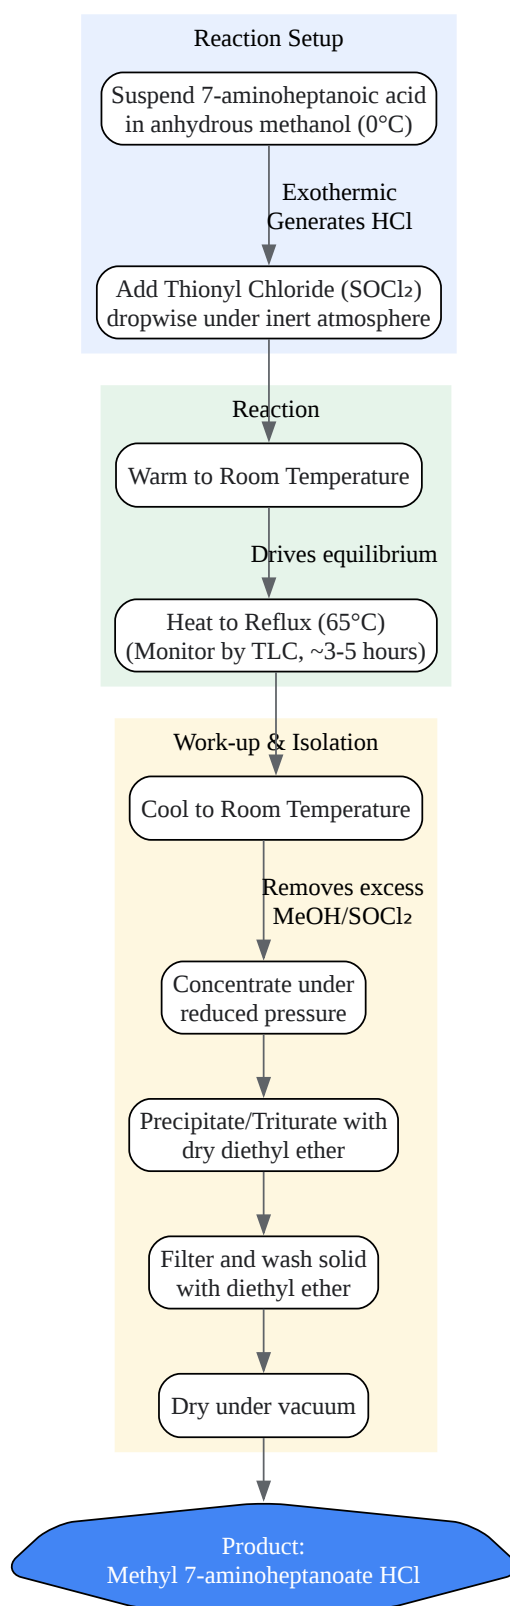 Reaction Setup
Suspend 7-aminoheptanoic acid
in anhydrous methanol (0°C)
Exothermic
Generates HCl
Add Thionyl Chloride (SOCl₂)
dropwise under inert atmosphere
Reaction
Warm to Room Temperature
Drives equilibrium
Heat to Reflux (65°C)
(Monitor by TLC, ~3-5 hours)
Work-up & Isolation
Cool to Room Temperature
Removes excess
MeOH/SOCl₂
Concentrate under
reduced pressure
Precipitate/Triturate with
dry diethyl ether
Filter and wash solid
with diethyl ether
Dry under vacuum
Product:
Methyl 7-aminoheptanoate HCl